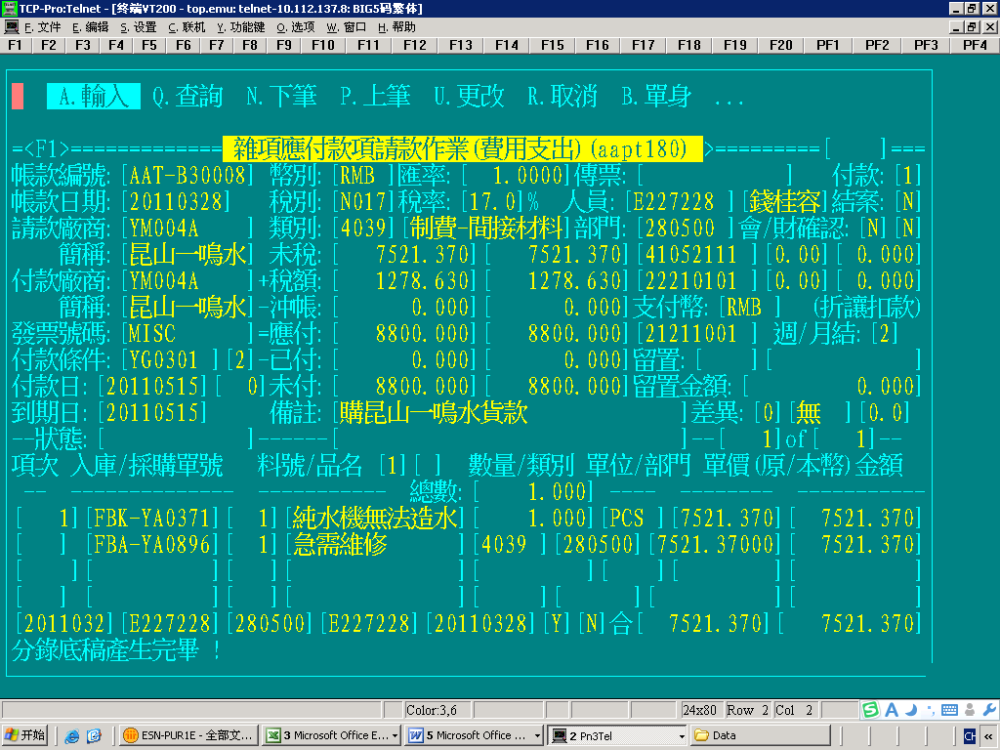 TCP-Pro:Telnet - [终端VT200 - top.emu: telnet-10.112.137.8: BIG5码繁体]
F. 文件 E. 编辑 S. 设置 C. 联机 Y. 功能键 O. 选项 W. 窗口 H. 帮助
F1 F2 F3 F4 F5 F6 F7 F8 F9 F10 F11 F12 F13 F14 F15 F16 F17 F18 F19 F20 PF1 PF2 PF3 PF4
A.輸入 Q.查詢 N.下筆 P.上筆 U.更改 R.取消 B.單身 ...
=<F1>============= 雜項應付款項請款作業(費用支出)(aapt180) >=========[ ]===
帳款編號: [AAT-B30008] 幣別: [RMB ]匯率: [ 1.0000]傳票: [ ] 付款: [1]
帳款日期: [20110328] 稅別: [N017]稅率: [17.0]% 人員: [E227228 ][錢桂容]結案: [N]
請款廠商: [YM004A ] 類別: [4039 ][制費-間接材料]部門: [280500 ]會/財確認: [N][N]
簡稱: [昆山一鳴水] 未稅: [ 7521.370][ 7521.370][41052111 ][0.00][ 0.000]
付款廠商: [YM004A ]+稅額: [ 1278.630][ 1278.630][22210101 ][0.00][ 0.000]
簡稱: [昆山一鳴水]-沖帳: [ 0.000][ 0.000]支付幣: [RMB ] (折讓扣款)
發票號碼: [MISC ]=應付: [ 8800.000][ 8800.000][21211001 ] 週/月結: [2]
付款條件: [YG0301 ][2]-已付: [ 0.000][ 0.000]留置: [ ][ ]
付款日: [20110515][ 0]未付: [ 8800.000][ 8800.000]留置金額: [ 0.000]
到期日: [20110515] 備註: [購昆山一鳴水貨款 ]差異: [0][無 ][0.0]
--狀態: [ ]------[ ]--[ 1]of[ 1]--
項次 入庫/採購單號 料號/品名 [1][ ] 數量/類別 單位/部門 單價(原/本幣)金額
---- -------------- ----------- 總數: [ 1.000] ---- ------- ----------- -----------
[ 1][FBK-YA0371][ 1][純水機無法造水][ 1.000][PCS ][7521.370][ 7521.370]
[ ] [FBA-YA0896][ 1][急需維修 ][4039 ][280500][7521.37000][ 7521.370]
[ ][ ][ ][ ][ ][ ][ ][ ]
[ ] [ ][ ][ ][ ] [ ][ ][ ]
[2011032][E227228][280500][E227228][20110328][Y][N]合[ 7521.370][ 7521.370]
分錄底稿產生完畢 !
Color:3,6 24x80 Row 2 Col 2
开始 ESN-PUR1E - 全部文... 3 Microsoft Office E... 5 Microsoft Office ... 2 Pn3Tel Data CH «